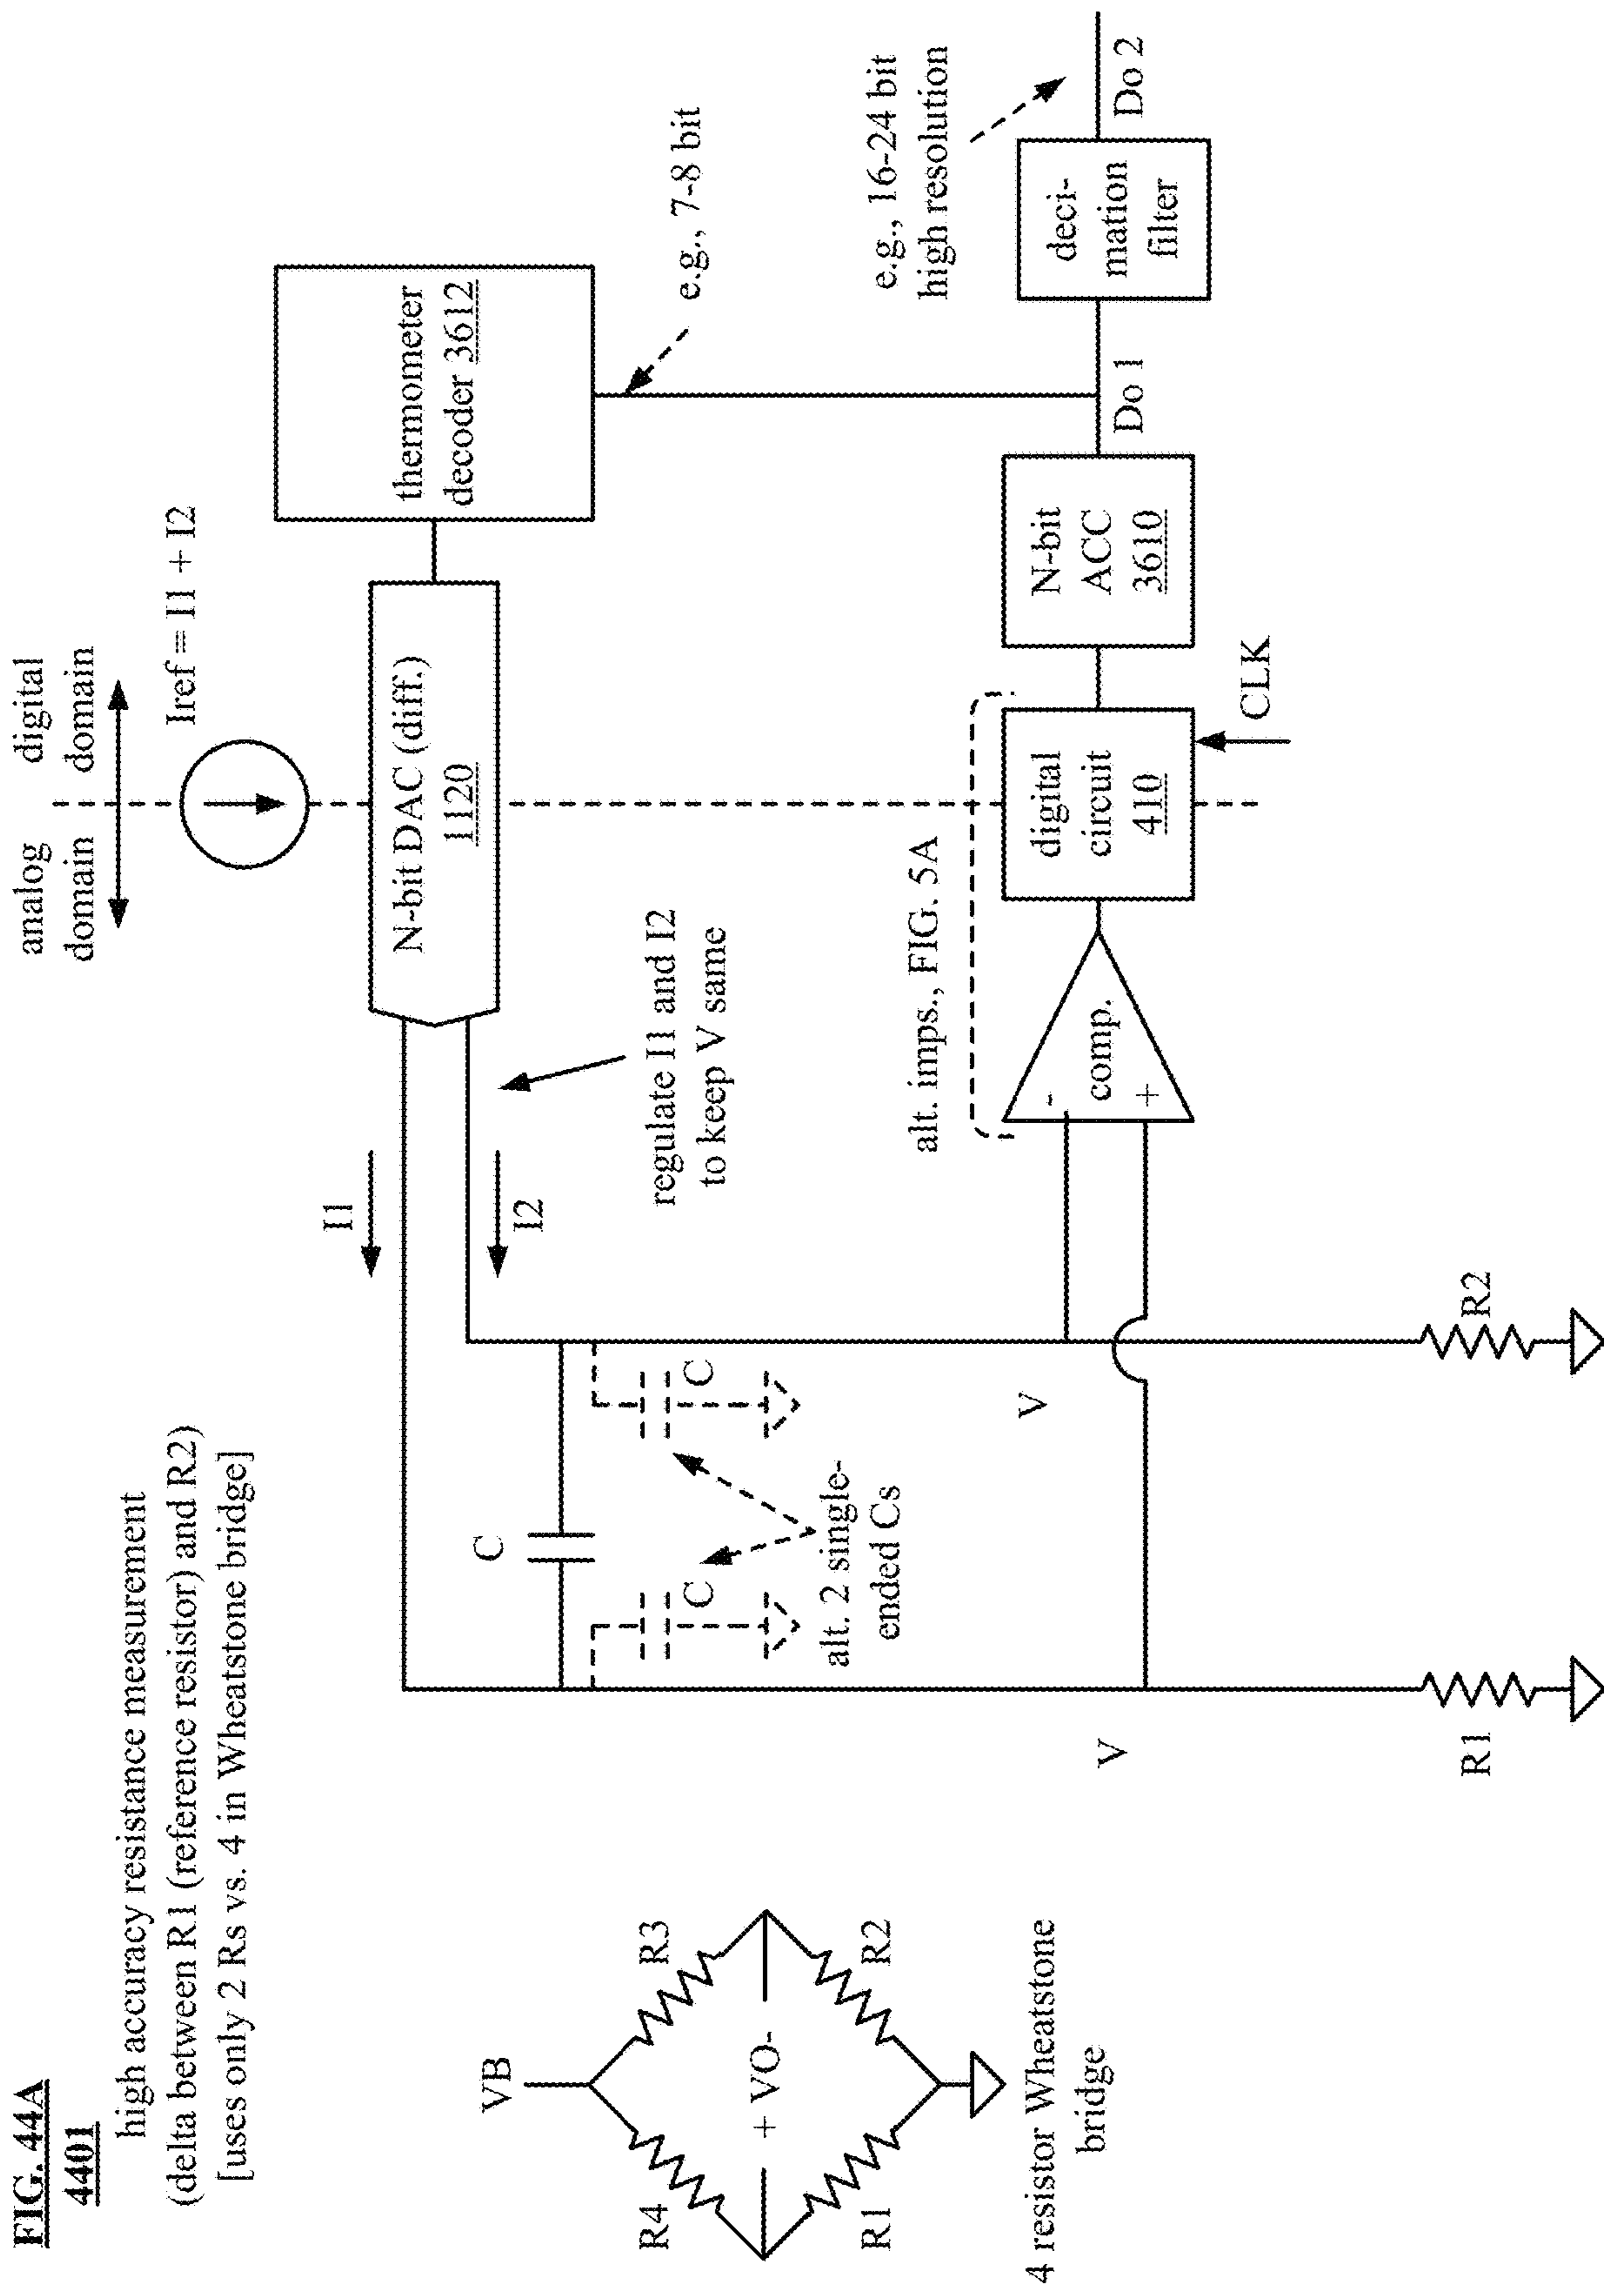 FIG. 44A
4401
high accuracy resistance measurement
(delta between R1 (reference resistor) and R2)
[uses only 2 Rs vs. 4 in Wheatstone bridge]
analog
domain
digital
domain
Iref = I1 + I2
N-bit DAC (diff.)
1120
thermometer
decoder 3612
e.g., 7-8 bit
I1
I2
regulate I1 and I2
to keep V same
C
C
C
alt. 2 single-
ended Cs
alt. imps., FIG. 5A
e.g., 16-24 bit
high resolution
V
V
-
comp.
+
digital
circuit
410
CLK
N-bit
ACC
3610
Do 1
deci-
mation
filter
Do 2
R1
R2
VB
R4
R3
+ VO-
R1
R2
4 resistor Wheatstone
bridge